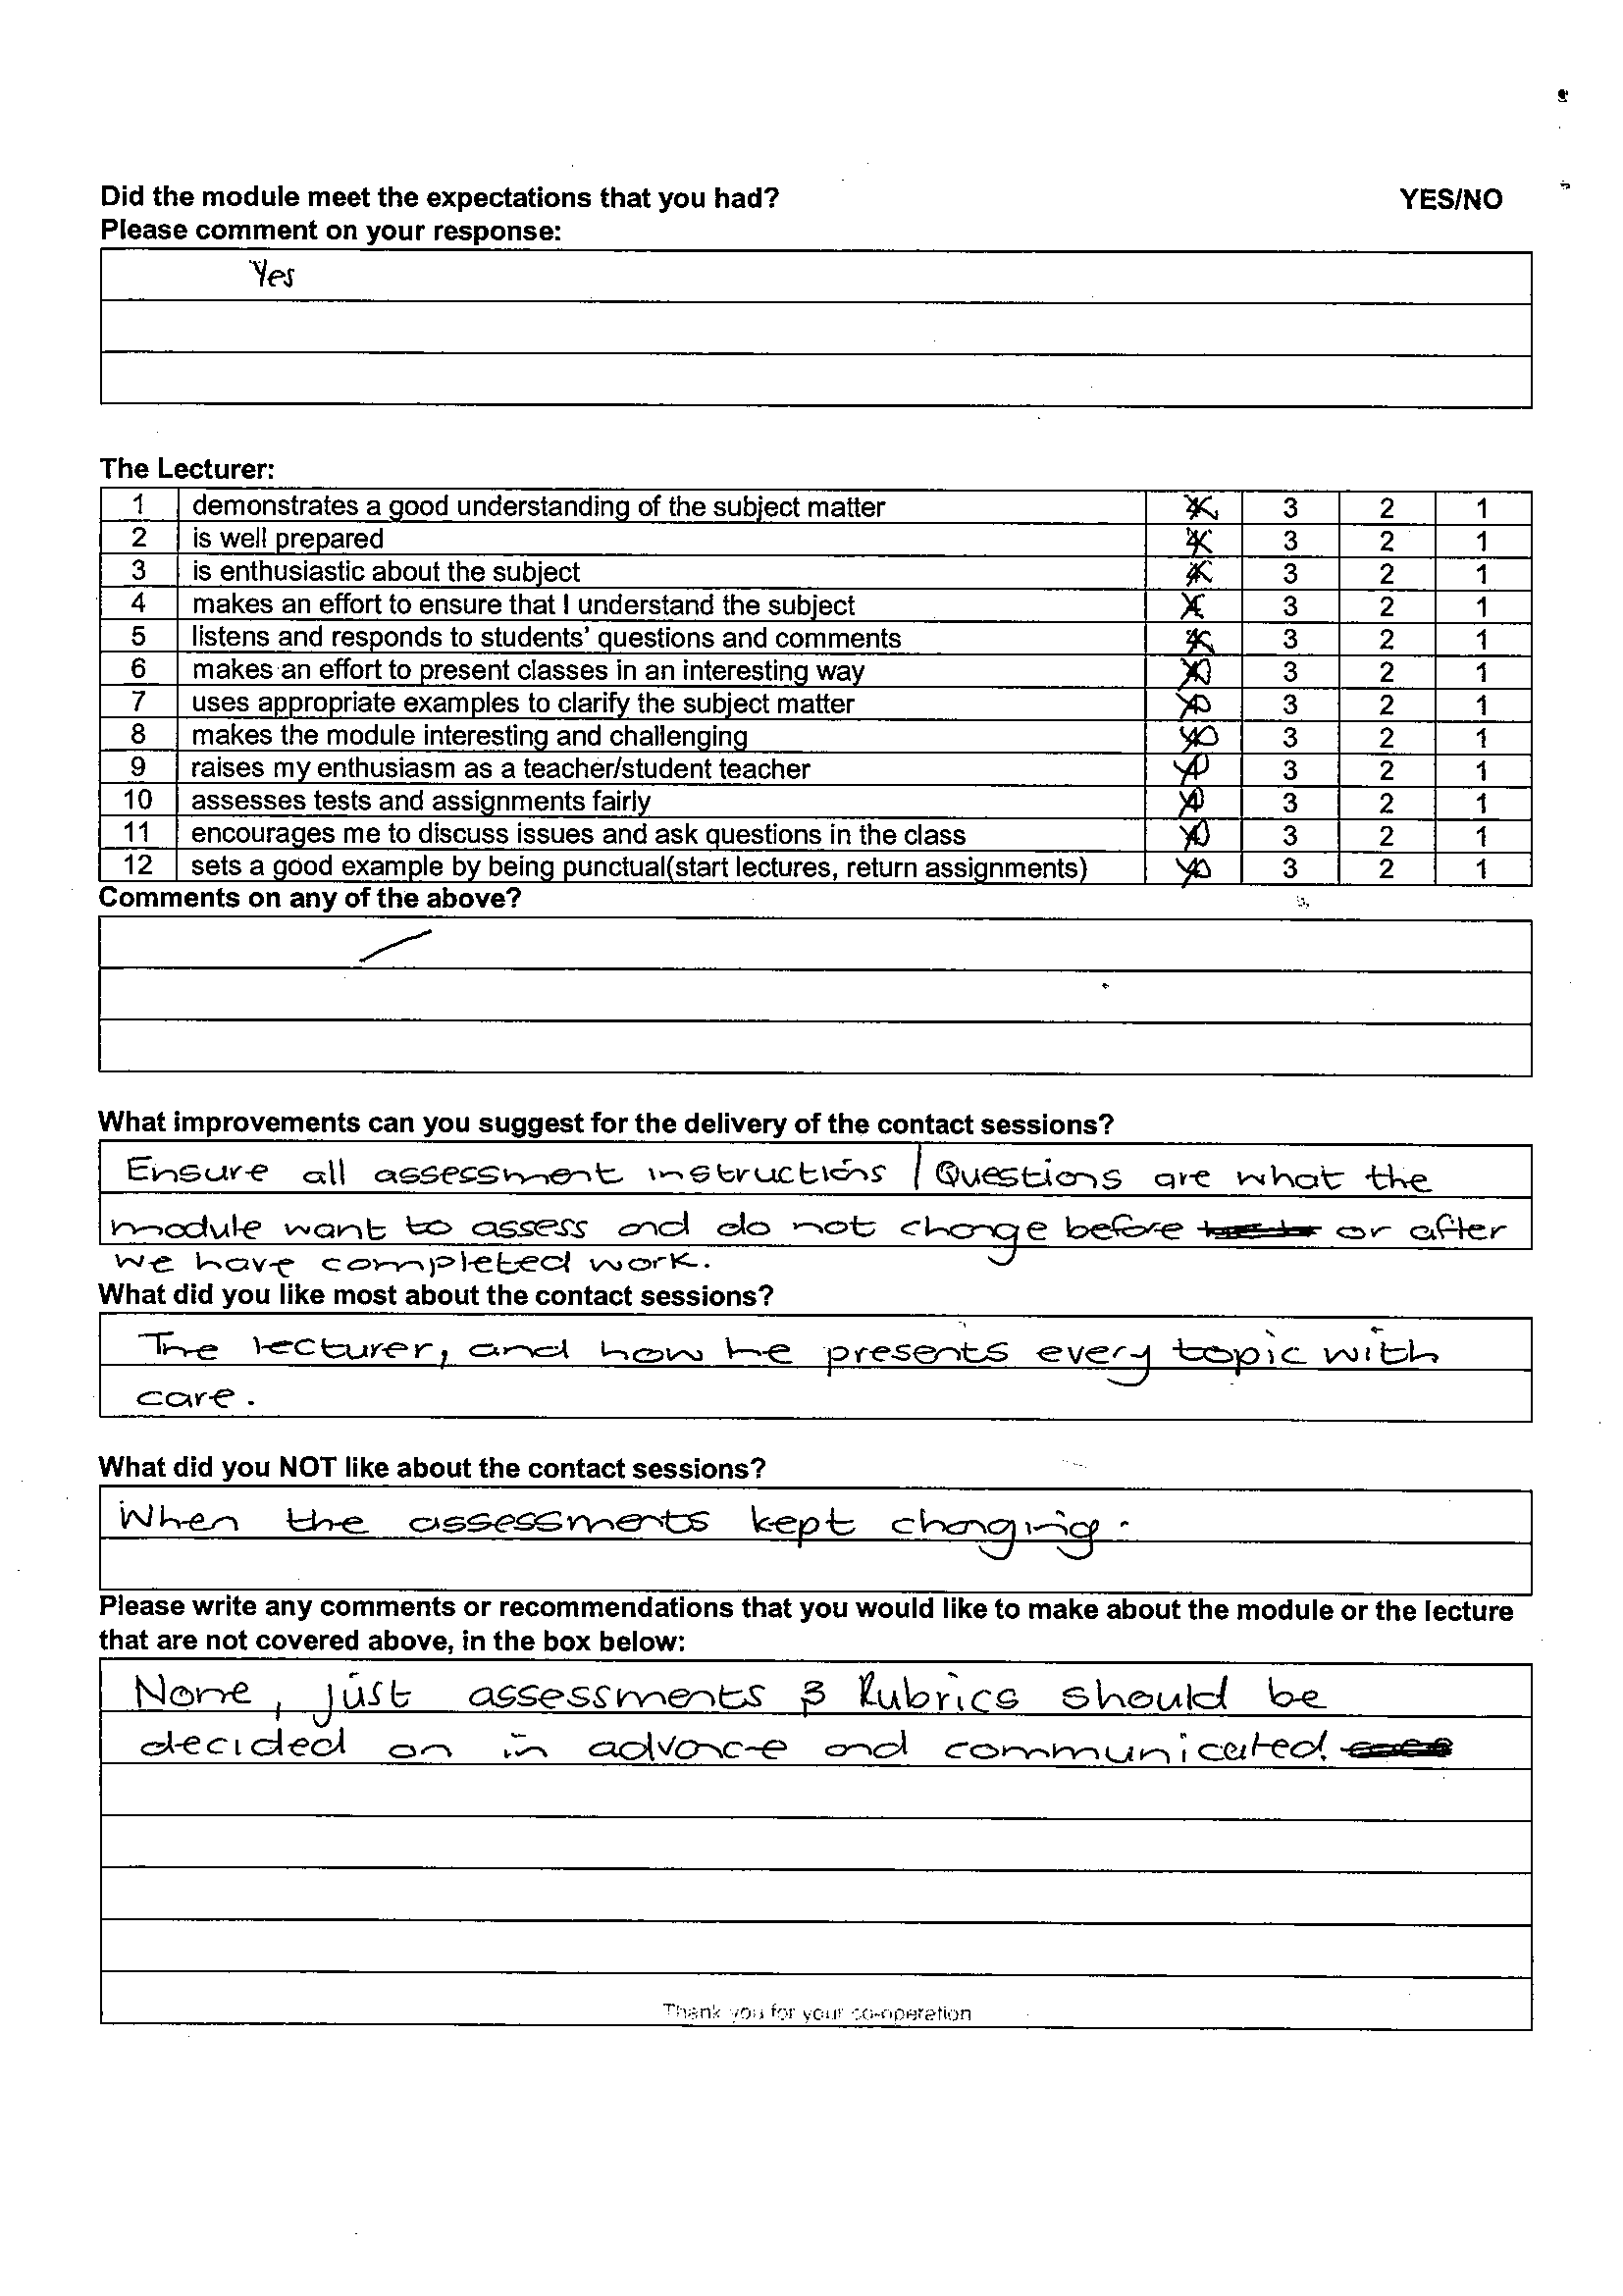 Did the module meet the expectations that you had? YES/NO
Please comment on your response:
Yes
The Lecturer:
1 demonstrates a good understanding of the subject matter 4 3 2 1
2 is well prepared 4 3 2 1
3 is enthusiastic about the subject 4 3 2 1
4 makes an effort to ensure that I understand the subject 4 3 2 1
5 listens and responds to students' questions and comments 4 3 2 1
6 makes an effort to present classes in an interesting way 4 3 2 1
7 uses appropriate examples to clarify the subject matter 4 3 2 1
8 makes the module interesting and challenging 4 3 2 1
9 raises my enthusiasm as a teacher/student teacher 4 3 2 1
10 assesses tests and assignments fairly 4 3 2 1
11 encourages me to discuss issues and ask questions in the class 4 3 2 1
12 sets a good example by being punctual(start lectures, return assignments) 4 3 2 1
Comments on any of the above?
What improvements can you suggest for the delivery of the contact sessions?
Ensure all assessment instructions / Questions are what the
module want to assess and do not change before or after
we have completed work.
What did you like most about the contact sessions?
The lecturer, and how he presents every topic with
care.
What did you NOT like about the contact sessions?
When the assessments kept changing.
Please write any comments or recommendations that you would like to make about the module or the lecture
that are not covered above, in the box below:
None, just assessments & Rubrics should be
decided on in advance and communicated.
Thank you for your co-operation